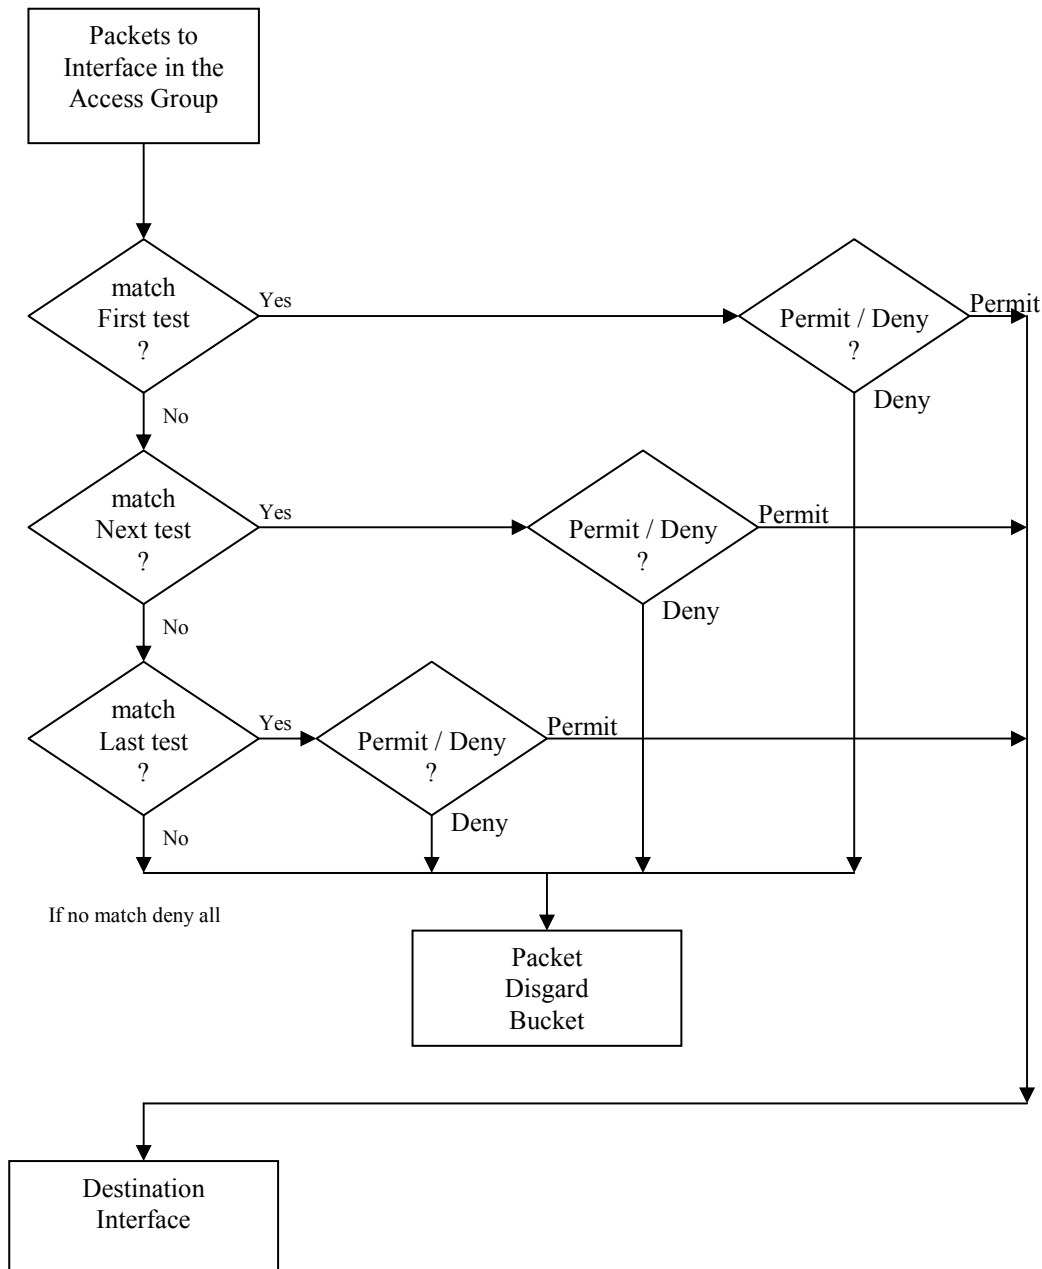 Packets to
Interface in the
Access Group
match
First test
?
Yes
Permit / Deny
?
Permit
Deny
No
match
Next test
?
Yes
Permit / Deny
?
Permit
Deny
No
match
Last test
?
Yes
Permit / Deny
?
Permit
Deny
No
If no match deny all
Packet
Disgard
Bucket
Destination
Interface